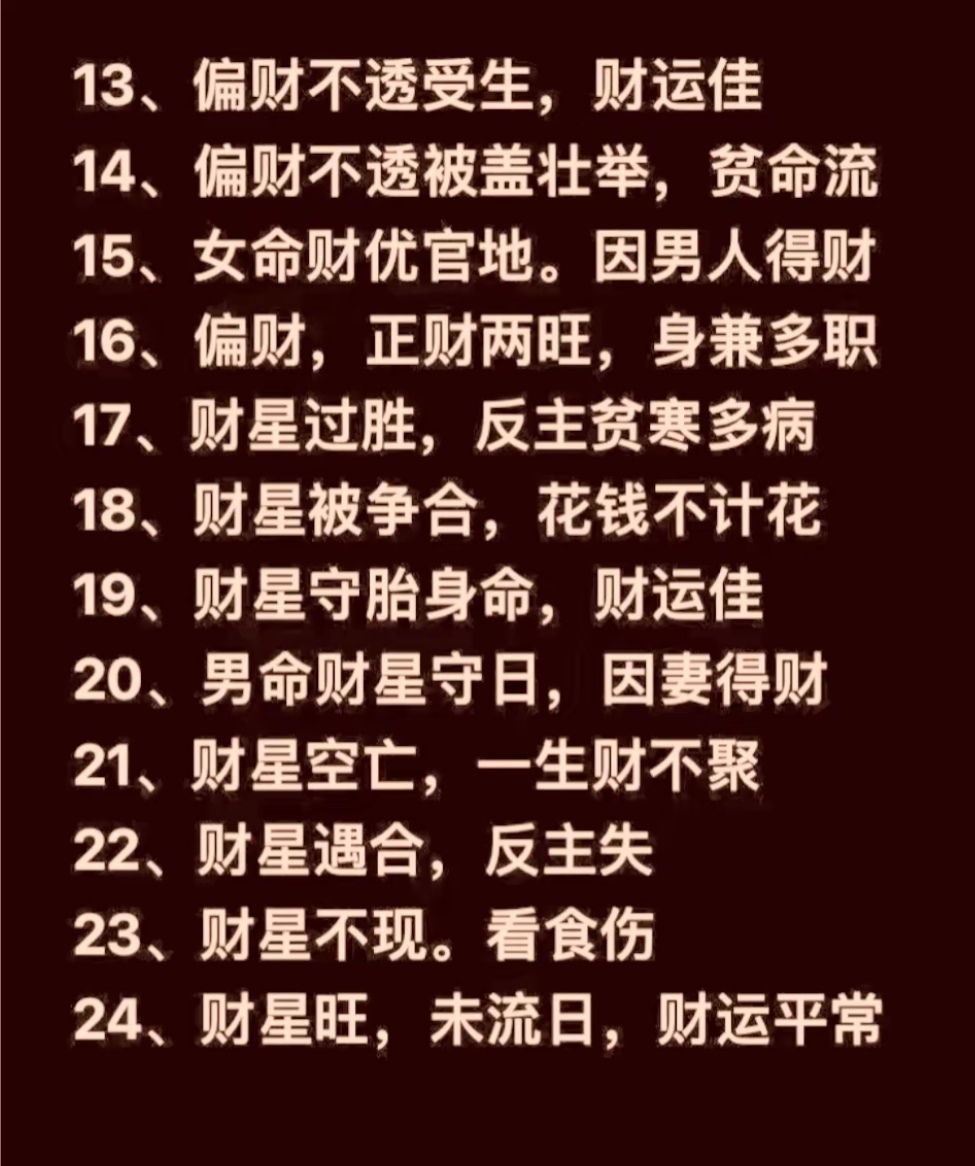 13、偏财不透受生，财运佳
14、偏财不透被盖壮举，贫命流
15、女命财优官地。因男人得财
16、偏财，正财两旺，身兼多职
17、财星过胜，反主贫寒多病
18、财星被争合，花钱不计花
19、财星守胎身命，财运佳
20、男命财星守日，因妻得财
21、财星空亡，一生财不聚
22、财星遇合，反主失
23、财星不现。看食伤
24、财星旺，未流日，财运平常